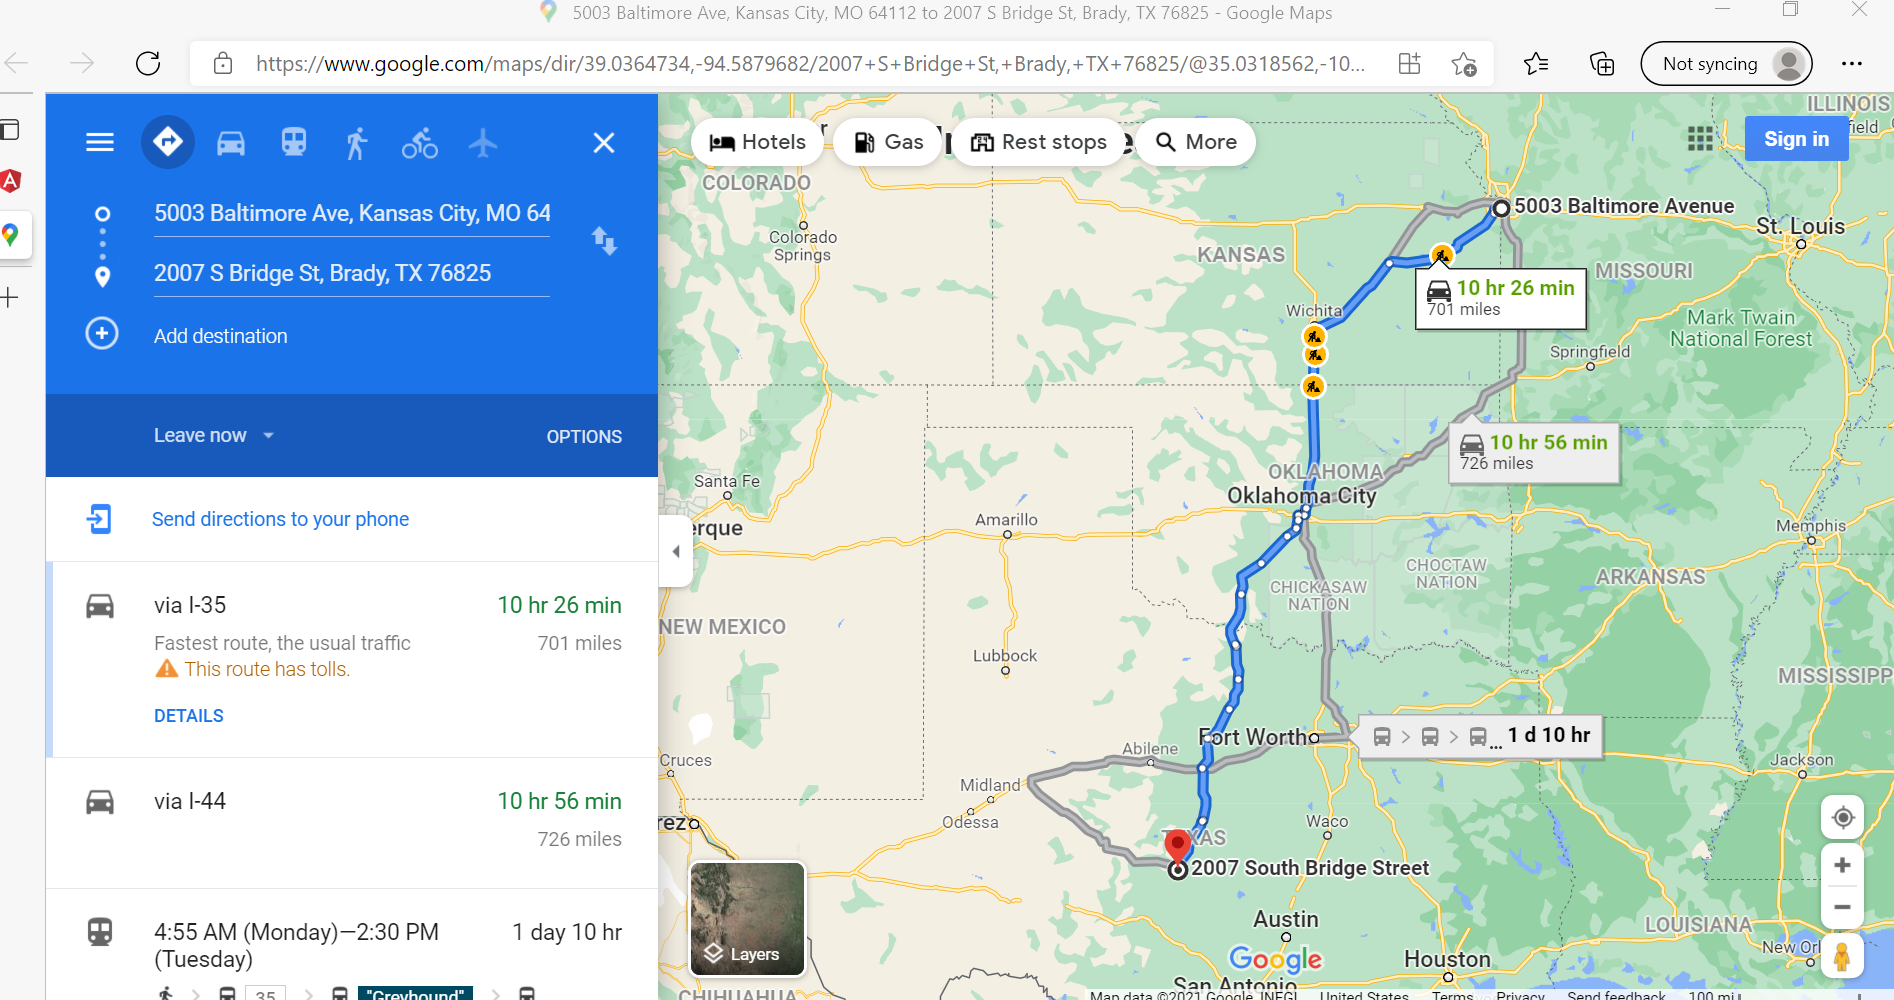 5003 Baltimore Ave, Kansas City, MO 64112 to 2007 S Bridge St, Brady, TX 76825 - Google Maps
https://www.google.com/maps/dir/39.0364734,-94.5879682/2007+S+Bridge+St,+Brady,+TX+76825/@35.0318562,-10...
Not syncing
5003 Baltimore Ave, Kansas City, MO 64
2007 S Bridge St, Brady, TX 76825
Add destination
Leave now
OPTIONS
Send directions to your phone
via I-35
10 hr 26 min
Fastest route, the usual traffic
701 miles
This route has tolls.
DETAILS
via I-44
10 hr 56 min
726 miles
4:55 AM (Monday)—2:30 PM
(Tuesday)
1 day 10 hr
35
"Greyhound"
Hotels
Gas
Rest stops
More
Sign in
ILLINOIS
field
COLORADO
Colorado
Springs
KANSAS
5003 Baltimore Avenue
St. Louis
MISSOURI
10 hr 26 min
701 miles
Wichita
Mark Twain
National Forest
Springfield
10 hr 56 min
726 miles
OKLAHOMA
Oklahoma City
Santa Fe
erque
Amarillo
Memphis
CHOCTAW
NATION
ARKANSAS
CHICKASAW
NATION
NEW MEXICO
Lubbock
MISSISSIPP
Fort Worth
1 d 10 hr
...
Abilene
Cruces
Jackson
Midland
Odessa
rez
Waco
TEXAS
2007 South Bridge Street
Austin
LOUISIANA
New Orl
Houston
Google
San Antonio
Layers
CHIHUAHUA
Map data ©2021 Google, INEGI
United States
Terms
Privacy
Send feedback
100 mi